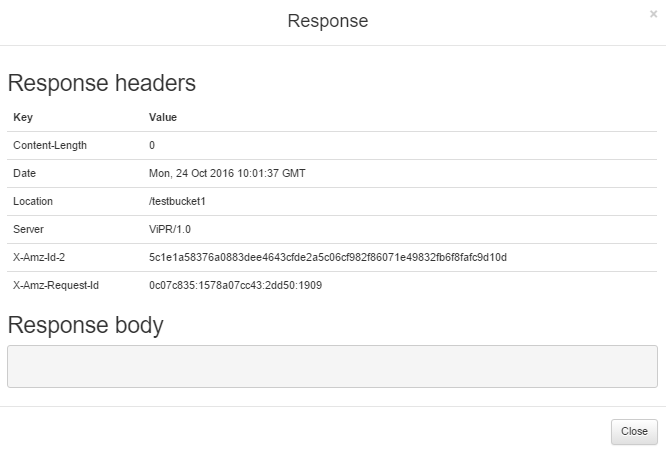 Response
×
Response headers
Key Value
Content-Length 0
Date Mon, 24 Oct 2016 10:01:37 GMT
Location /testbucket1
Server ViPR/1.0
X-Amz-Id-2 5c1e1a58376a0883dee4643cfde2a5c06cf982f86071e49832fb6f8fafc9d10d
X-Amz-Request-Id 0c07c835:1578a07cc43:2dd50:1909
Response body
Close